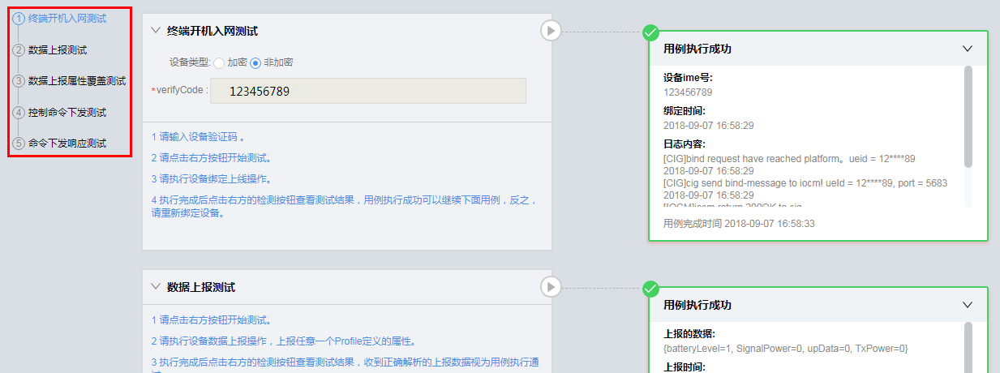 1 终端开机入网测试
2 数据上报测试
3 数据上报属性覆盖测试
4 控制命令下发测试
5 命令下发响应测试
终端开机入网测试
设备类型: 加密 非加密
*verifyCode : 123456789
1 请输入设备验证码 。
2 请点击右方按钮开始测试。
3 请执行设备绑定上线操作。
4 执行完成后点击右方的检测按钮查看测试结果，用例执行成功可以继续下面用例，反之，
请重新绑定设备。
用例执行成功
设备ime号:
123456789
绑定时间:
2018-09-07 16:58:29
日志内容:
[CIG]bind request have reached platform。ueid = 12****89
2018-09-07 16:58:29
[CIG]cig send bind-message to iocm! ueId = 12****89, port = 5683
2018-09-07 16:58:29
[IOCM]iocm return 200OK to cig
用例完成时间 2018-09-07 16:58:33
数据上报测试
1 请点击右方按钮开始测试。
2 请执行设备数据上报操作，上报任意一个Profile定义的属性。
3 执行完成后点击右方的检测按钮查看测试结果，收到正确解析的上报数据视为用例执行通
用例执行成功
上报的数据:
{batteryLevel=1, SignalPower=0, upData=0, TxPower=0}
上报时间: